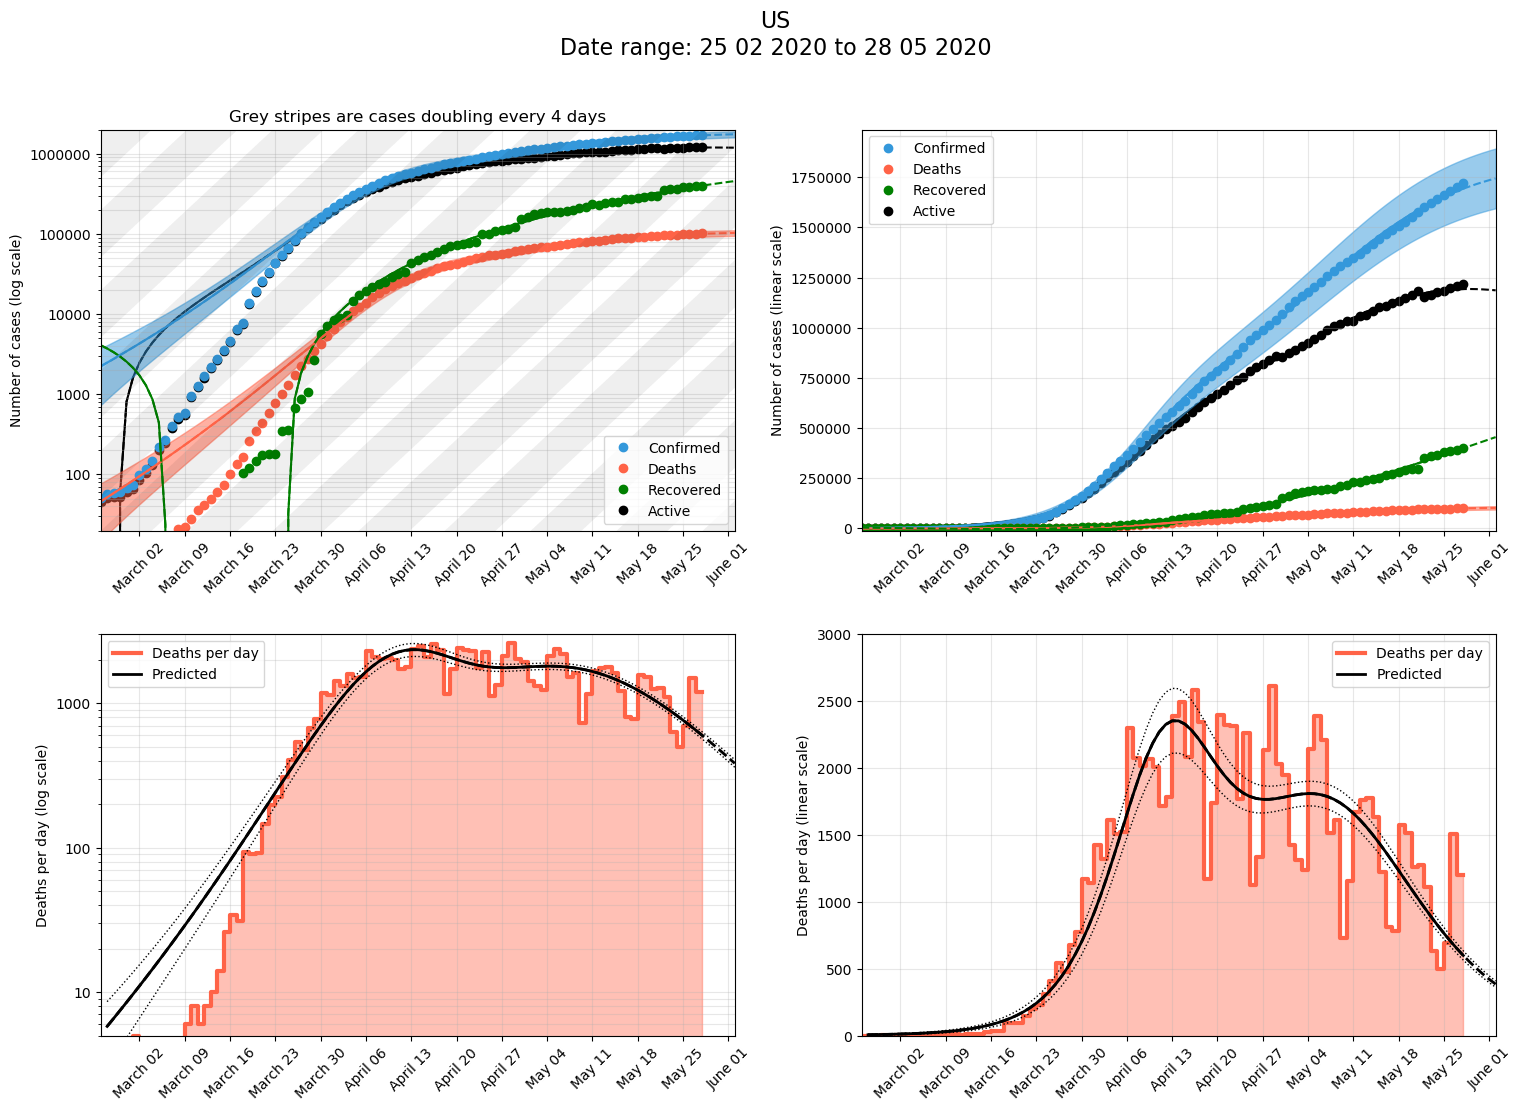 US
Date range: 25 02 2020 to 28 05 2020
Grey stripes are cases doubling every 4 days
Number of cases (log scale)
1000000
100000
10000
1000
100
Confirmed
Deaths
Recovered
Active
March 02
March 09
March 16
March 23
March 30
April 06
April 13
April 20
April 27
May 04
May 11
May 18
May 25
June 01
Number of cases (linear scale)
1750000
1500000
1250000
1000000
750000
500000
250000
0
Confirmed
Deaths
Recovered
Active
March 02
March 09
March 16
March 23
March 30
April 06
April 13
April 20
April 27
May 04
May 11
May 18
May 25
June 01
Deaths per day (log scale)
1000
100
10
Deaths per day
Predicted
March 02
March 09
March 16
March 23
March 30
April 06
April 13
April 20
April 27
May 04
May 11
May 18
May 25
June 01
Deaths per day (linear scale)
3000
2500
2000
1500
1000
500
0
Deaths per day
Predicted
March 02
March 09
March 16
March 23
March 30
April 06
April 13
April 20
April 27
May 04
May 11
May 18
May 25
June 01